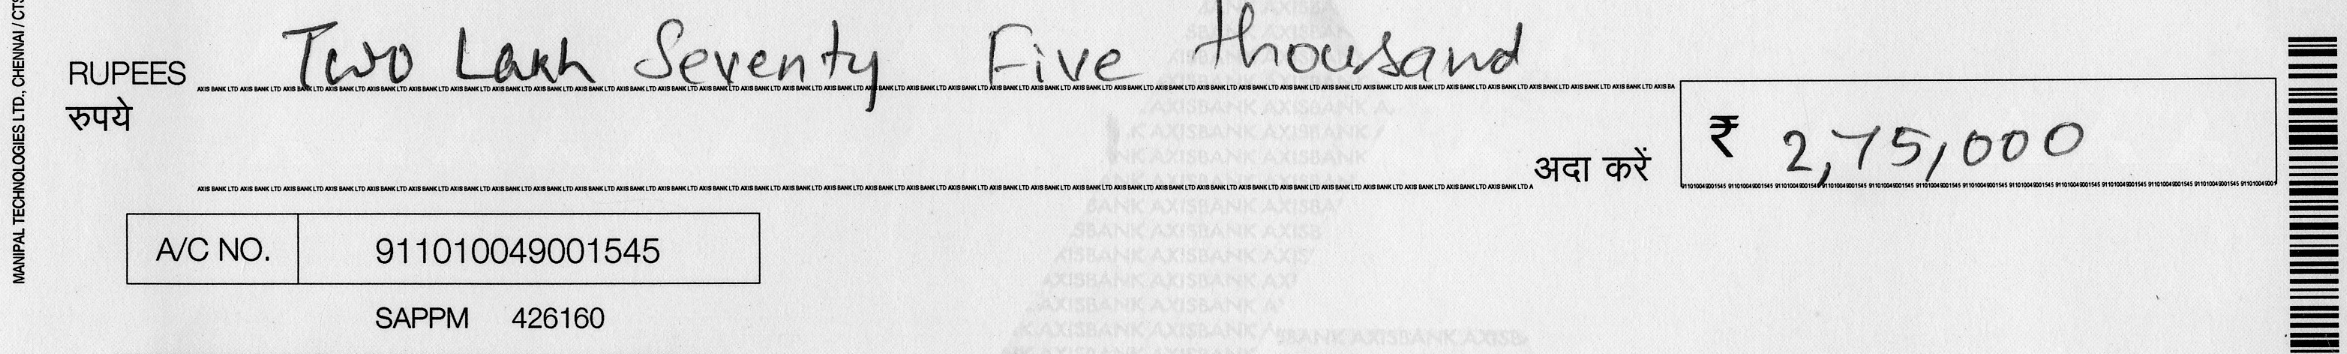 MANIPAL TECHNOLOGIES LTD., CHENNAI / CTS
RUPEES Two Lakh Seventy Five thousand
रुपये
अदा करें ₹ 2,75,000
A/C NO. 911010049001545
SAPPM 426160